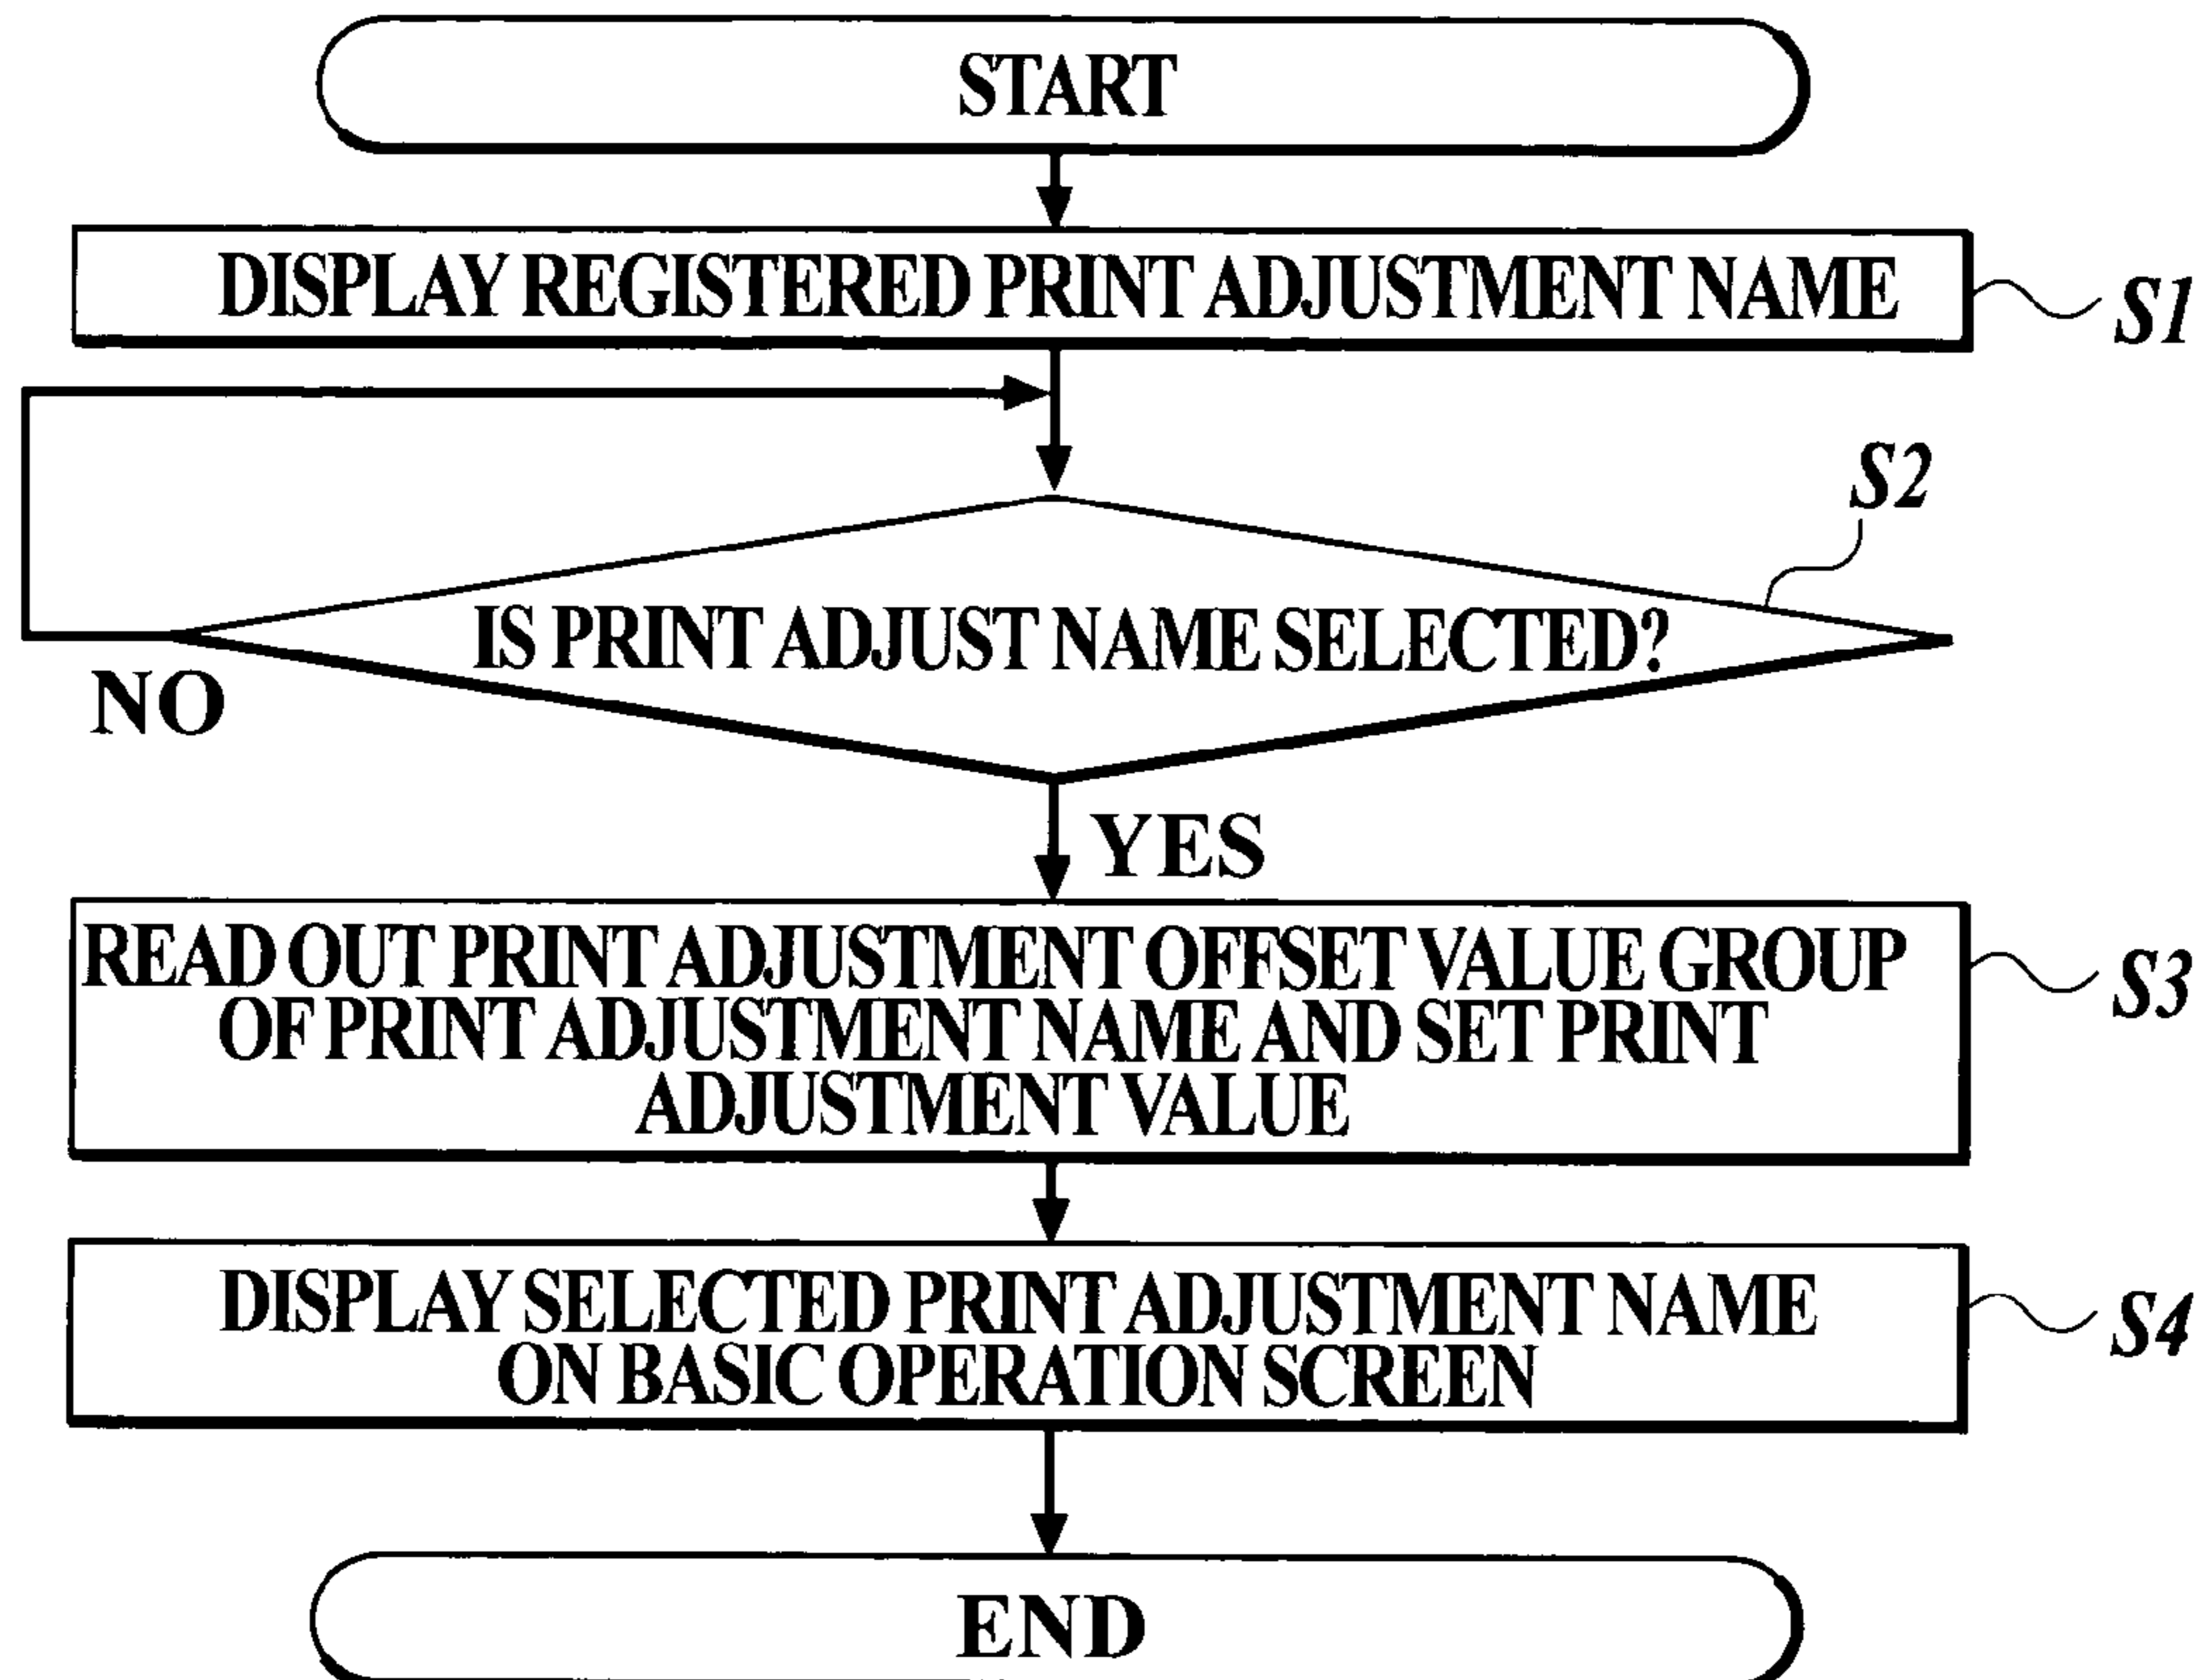 START
DISPLAY REGISTERED PRINT ADJUSTMENT NAME
S1
S2
IS PRINT ADJUST NAME SELECTED?
NO
YES
READ OUT PRINT ADJUSTMENT OFFSET VALUE GROUP
OF PRINT ADJUSTMENT NAME AND SET PRINT
ADJUSTMENT VALUE
S3
DISPLAY SELECTED PRINT ADJUSTMENT NAME
ON BASIC OPERATION SCREEN
S4
END